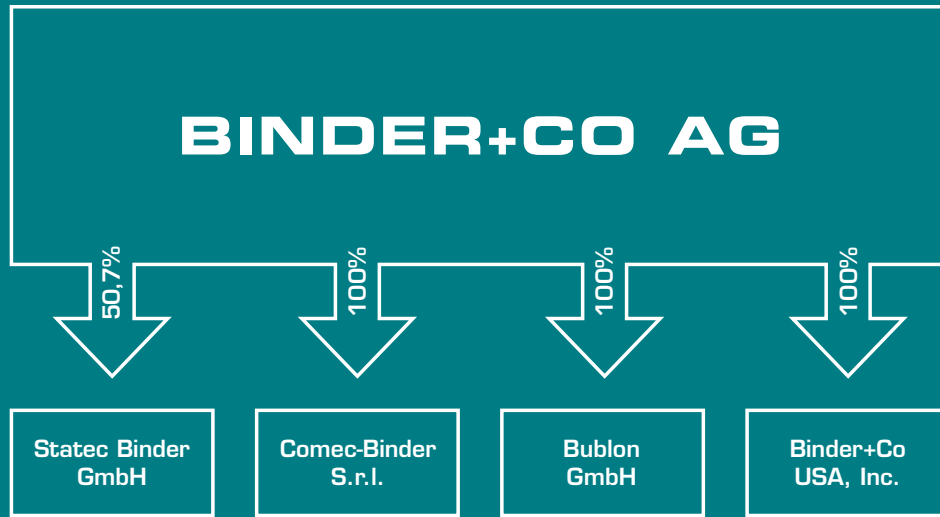 BINDER+CO AG
50,7%
100%
100%
100%
Statec Binder
GmbH
Comec-Binder
S.r.l.
Bublon
GmbH
Binder+Co
USA, Inc.